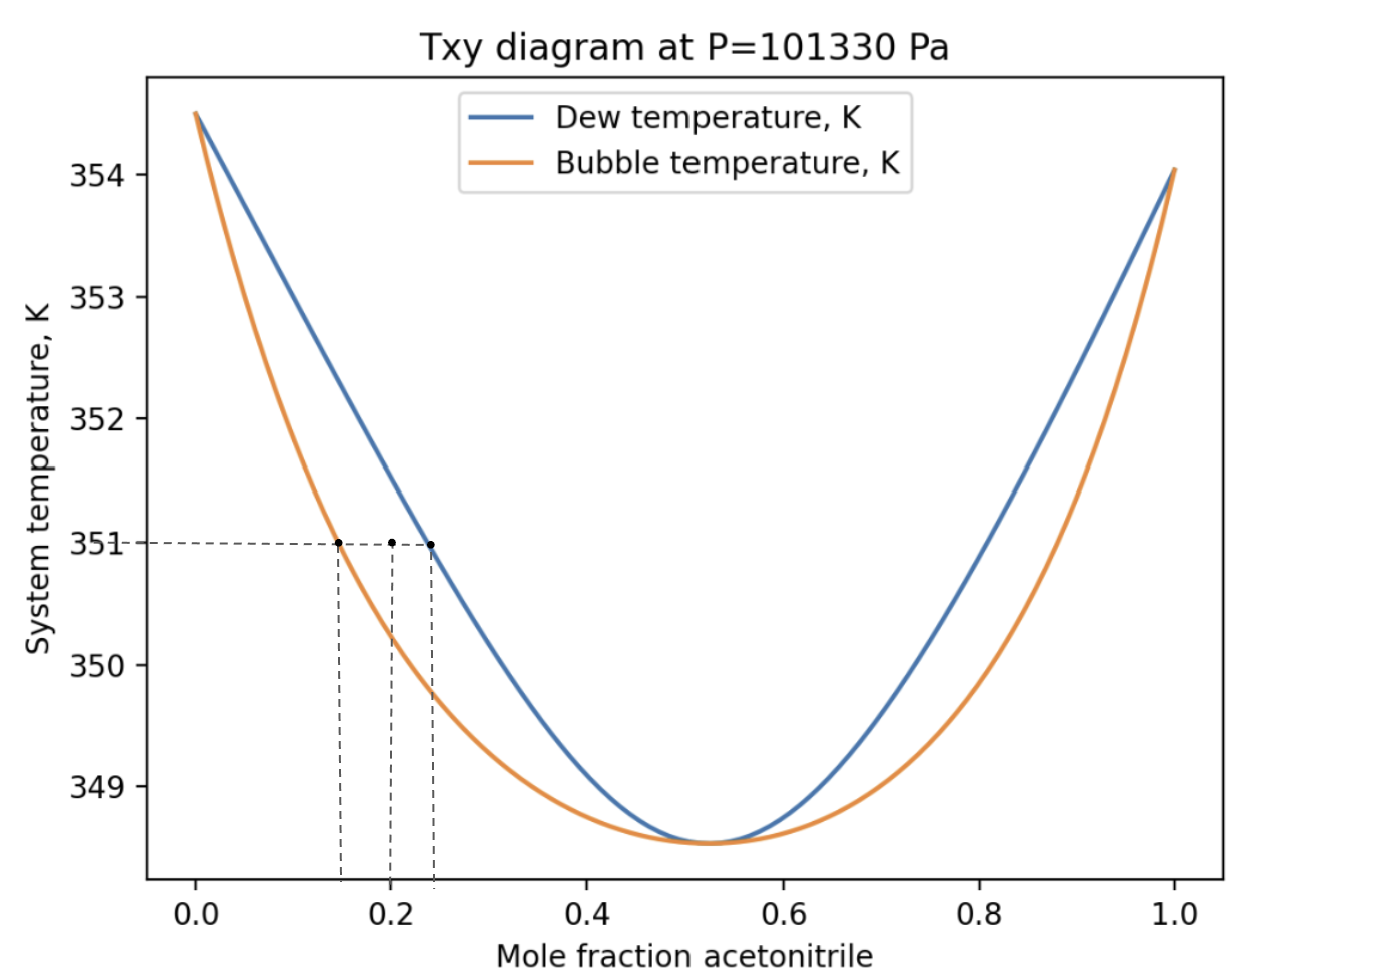 Txy diagram at P=101330 Pa
Dew temperature, K
Bubble temperature, K
System temperature, K
354
353
352
351
350
349
0.0 0.2 0.4 0.6 0.8 1.0
Mole fraction acetonitrile